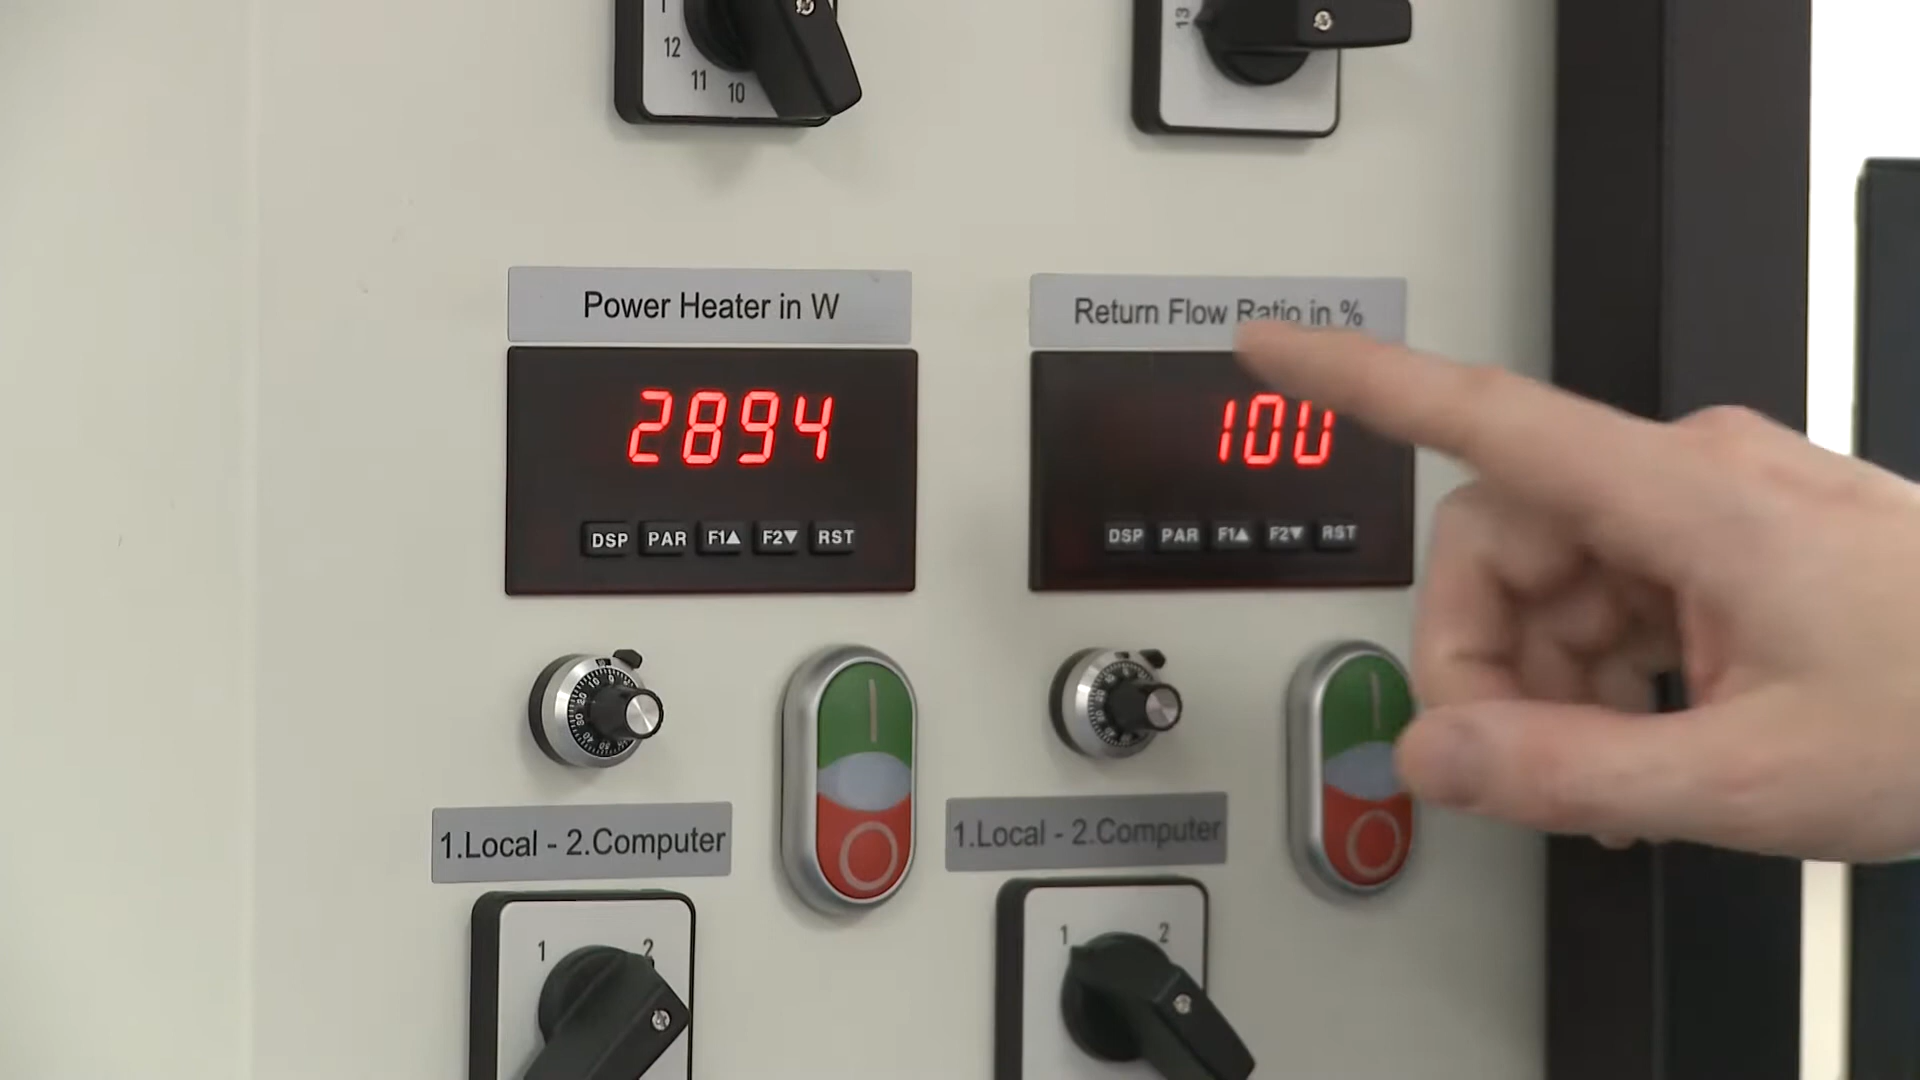 12
11
10
13
Power Heater in W
Return Flow Ratio in %
2894
100
DSP PAR F1▲ F2▼ RST
DSP PAR F1▲ F2▼ RST
1.Local - 2.Computer
1.Local - 2.Computer
1 2
1 2